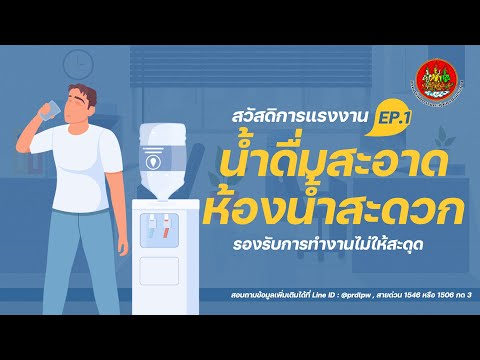 สวัสดิการแรงงาน EP.1
น้ำดื่มสะอาด
ห้องน้ำสะดวก
รองรับการทำงานไม่ให้สะดุด
สอบถามข้อมูลเพิ่มเติมได้ที่ Line ID : @prdlpw , สายด่วน 1546 หรือ 1506 กด 3